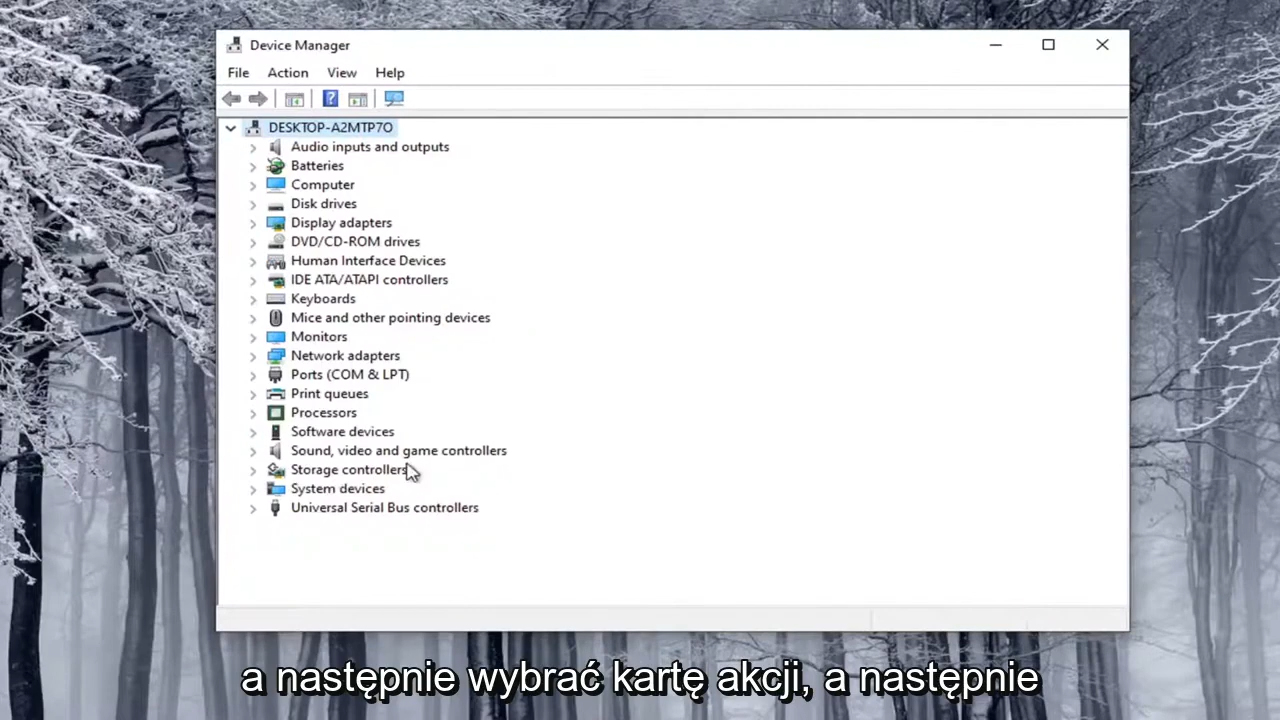 Device Manager
File Action View Help
DESKTOP-A2MTP7O
Audio inputs and outputs
Batteries
Computer
Disk drives
Display adapters
DVD/CD-ROM drives
Human Interface Devices
IDE ATA/ATAPI controllers
Keyboards
Mice and other pointing devices
Monitors
Network adapters
Ports (COM & LPT)
Print queues
Processors
Software devices
Sound, video and game controllers
Storage controllers
System devices
Universal Serial Bus controllers
a następnie wybrać kartę akcji, a następnie